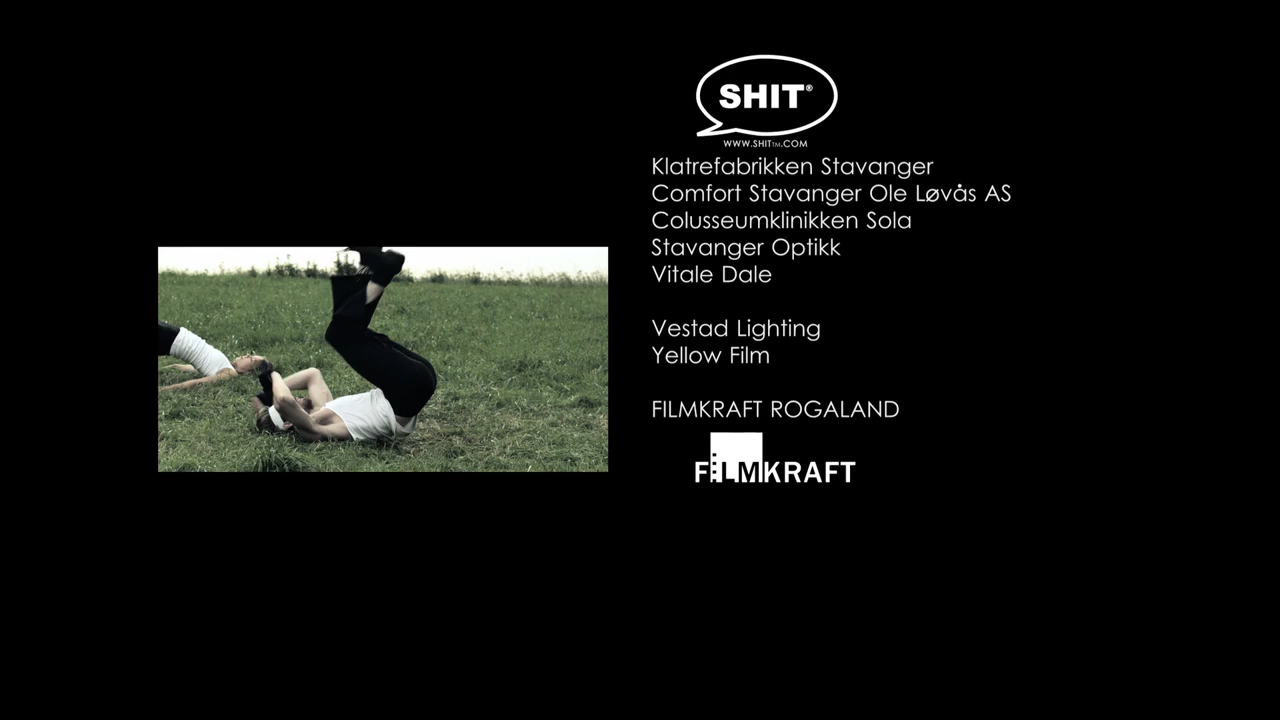 SHIT®
WWW.SHIT™.COM
Klatrefabrikken Stavanger
Comfort Stavanger Ole Løvås AS
Colusseumklinikken Sola
Stavanger Optikk
Vitale Dale
Vestad Lighting
Yellow Film
FILMKRAFT ROGALAND
FILMKRAFT